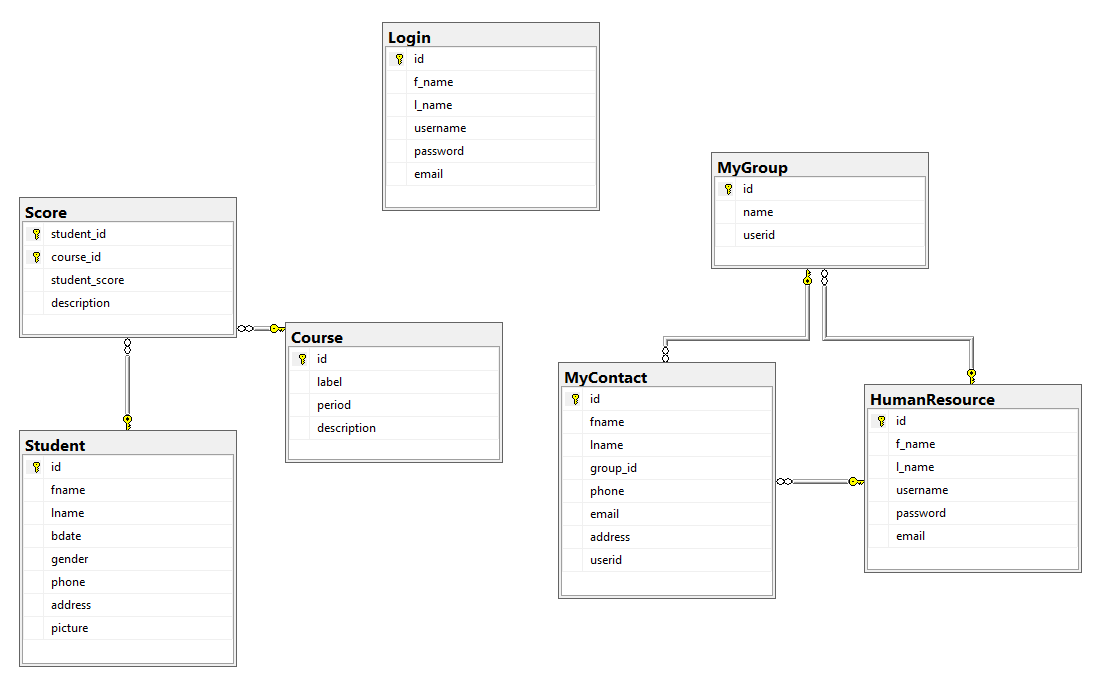 Login
id
f_name
l_name
username
password
email
MyGroup
id
name
userid
Score
student_id
course_id
student_score
description
Course
id
label
period
description
MyContact
id
fname
lname
group_id
phone
email
address
userid
HumanResource
id
f_name
l_name
username
password
email
Student
id
fname
lname
bdate
gender
phone
address
picture